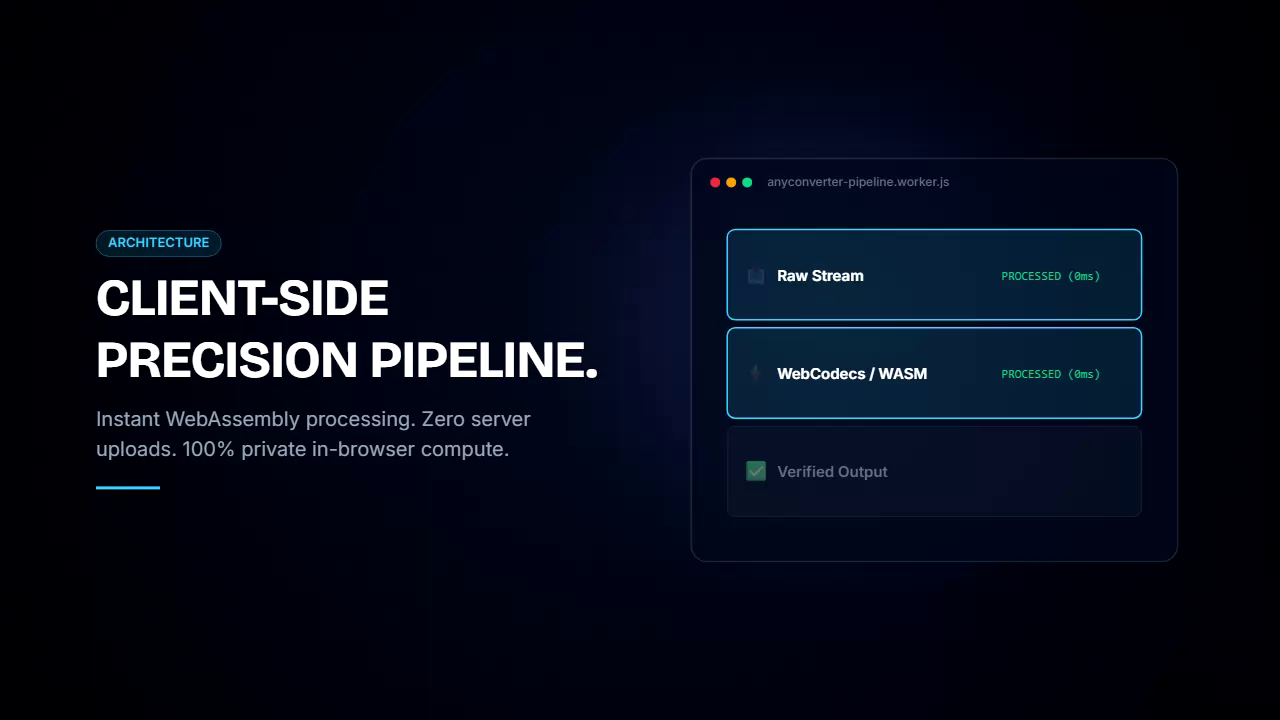 ARCHITECTURE
CLIENT-SIDE
PRECISION PIPELINE.
Instant WebAssembly processing. Zero server
uploads. 100% private in-browser compute.
anyconverter-pipeline.worker.js
Raw Stream PROCESSED (0ms)
WebCodecs / WASM PROCESSED (0ms)
Verified Output